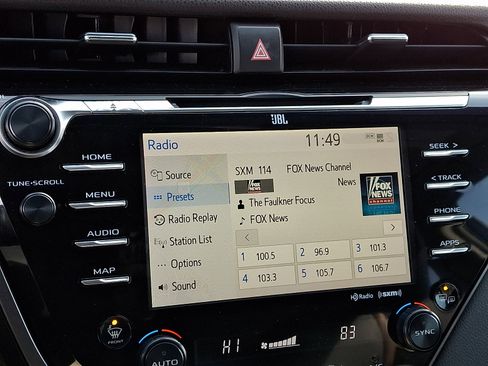 JBL
Radio 11:49
HOME
TUNE•SCROLL
MENU
AUDIO
MAP
Source
Presets
Radio Replay
Station List
Options
Sound
SXM 114 FOX News Channel
News
FOX
NEWS
channel
The Faulkner Focus
FOX News
1 100.5
2 96.9
3 101.3
4 103.3
5 105.7
6 106.7
HD Radio
sxm
SEEK >
< TRACK
PHONE
APPS
FRONT
AUTO
HI
83
SYNC